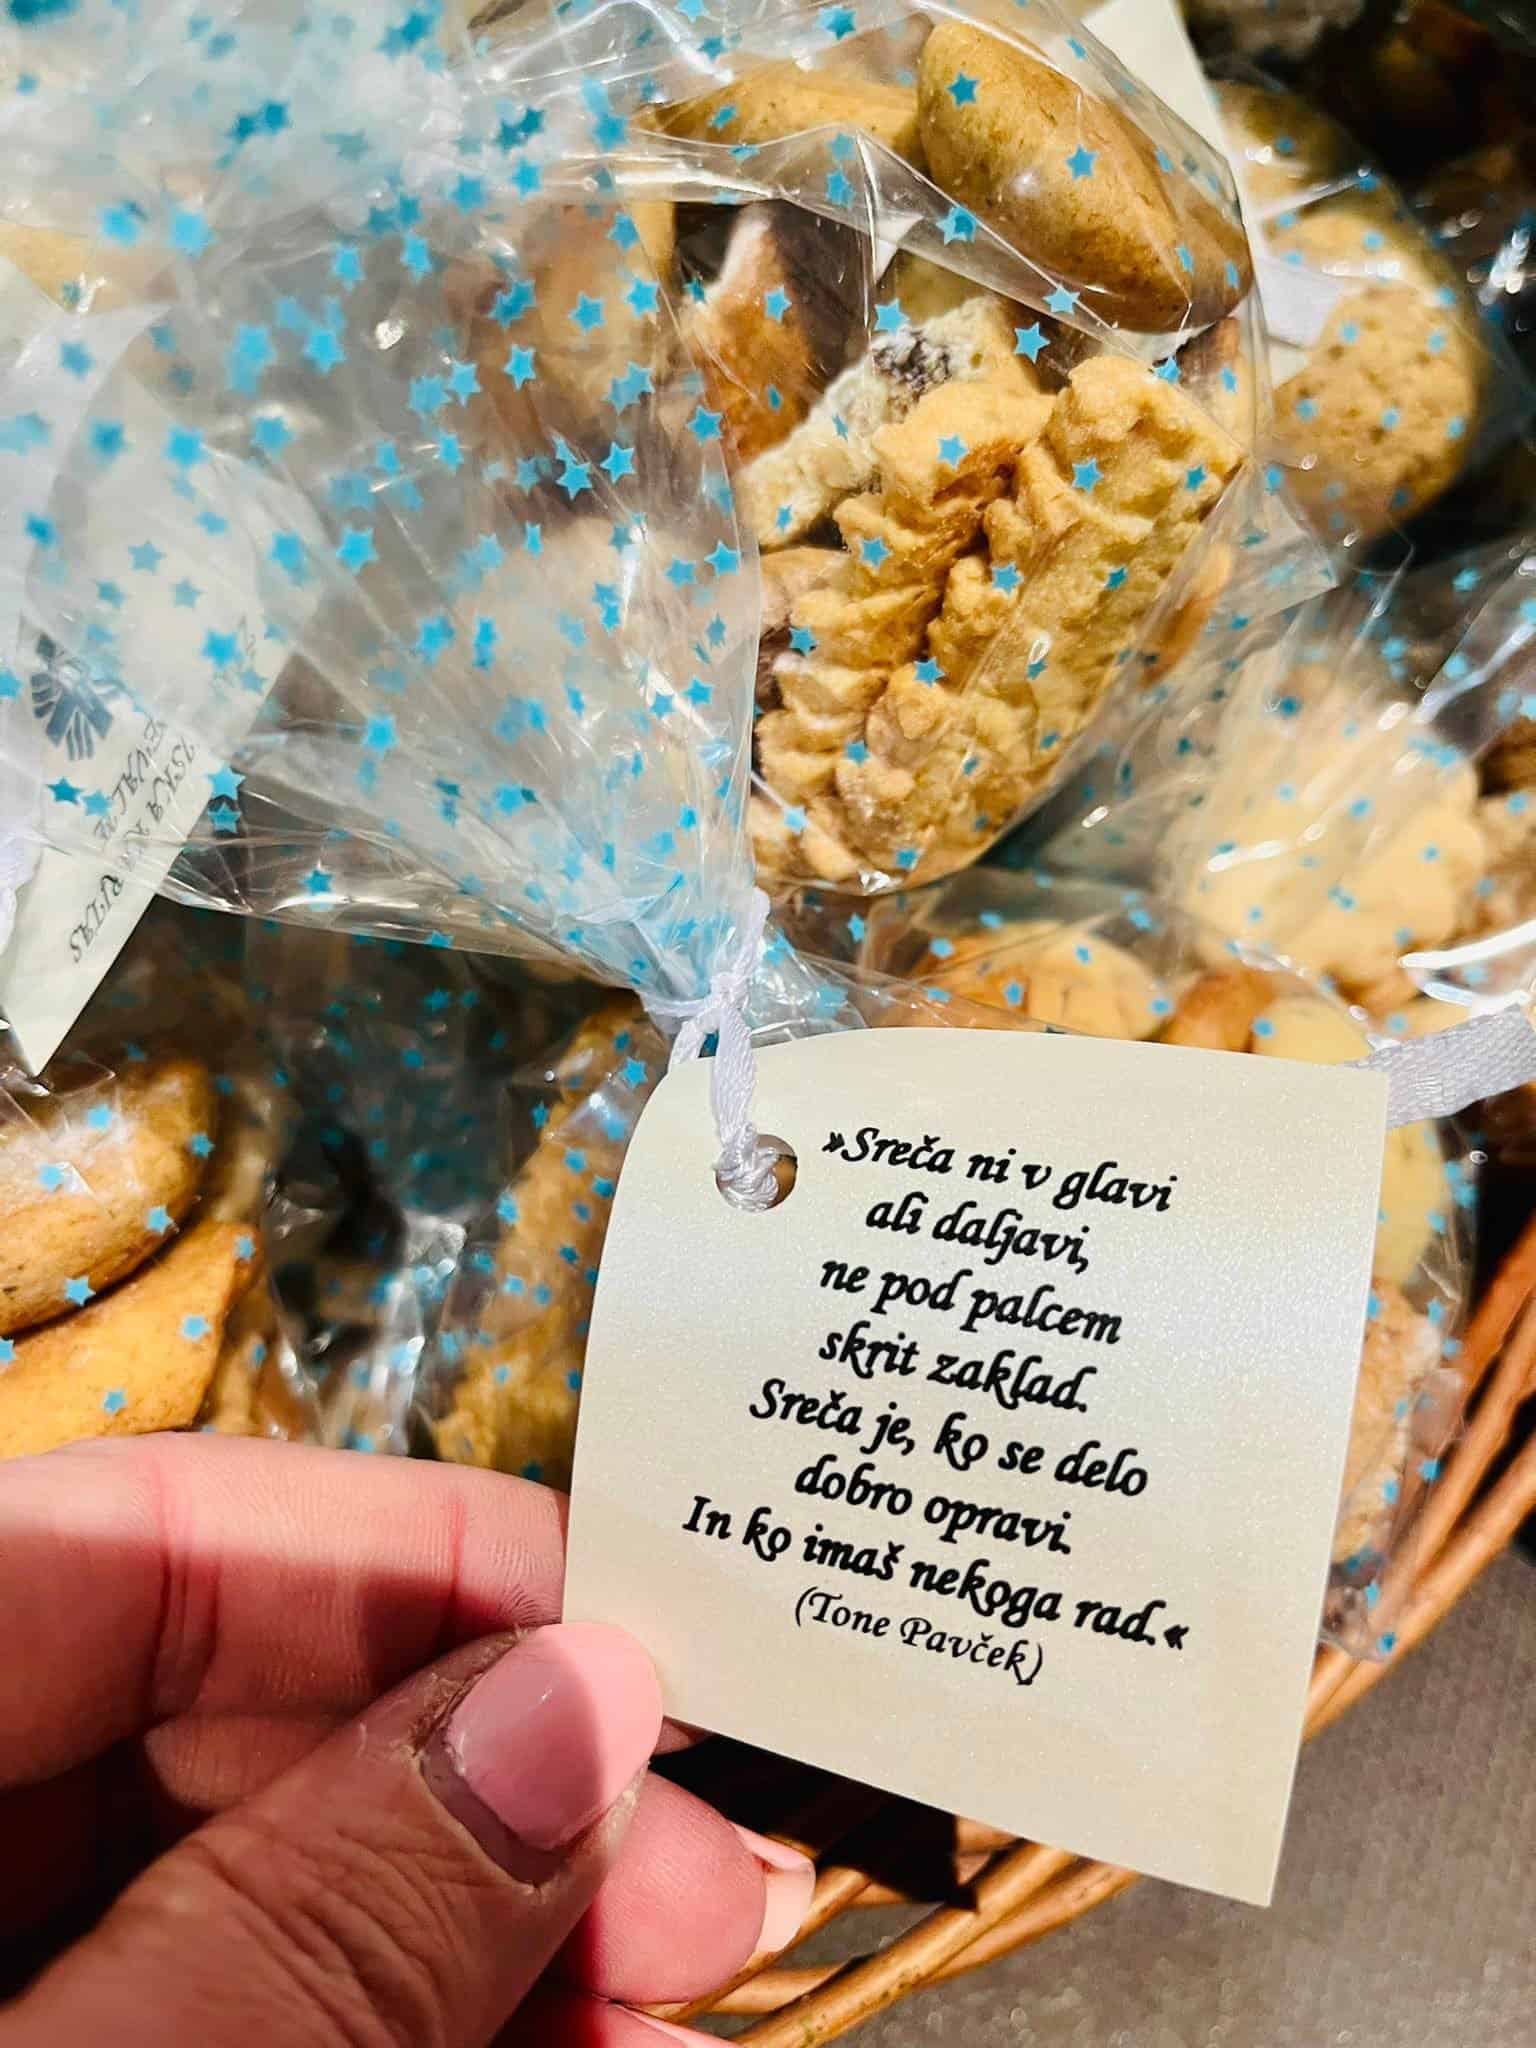 »Sreča ni v glavi
ali daljavi,
ne pod palcem
skrit zaklad.
Sreča je, ko se delo
dobro opravi.
In ko imaš nekoga rad.«
(Tone Pavček)